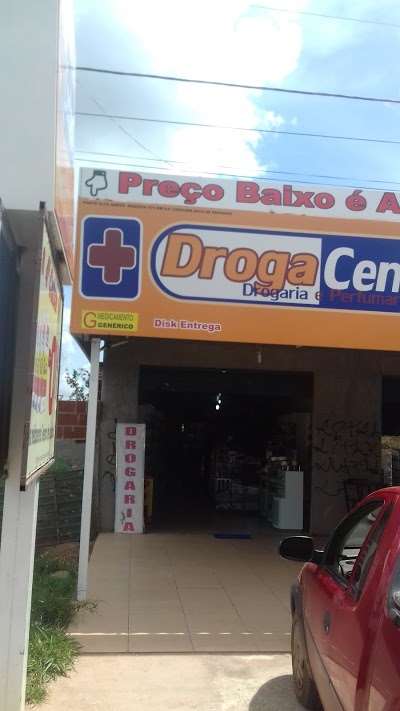 Preço Baixo é A
Droga Cen
Drogaria e Perfumar
G MEDICAMENTO
GENÉRICO
Disk Entrega
DROGARIA